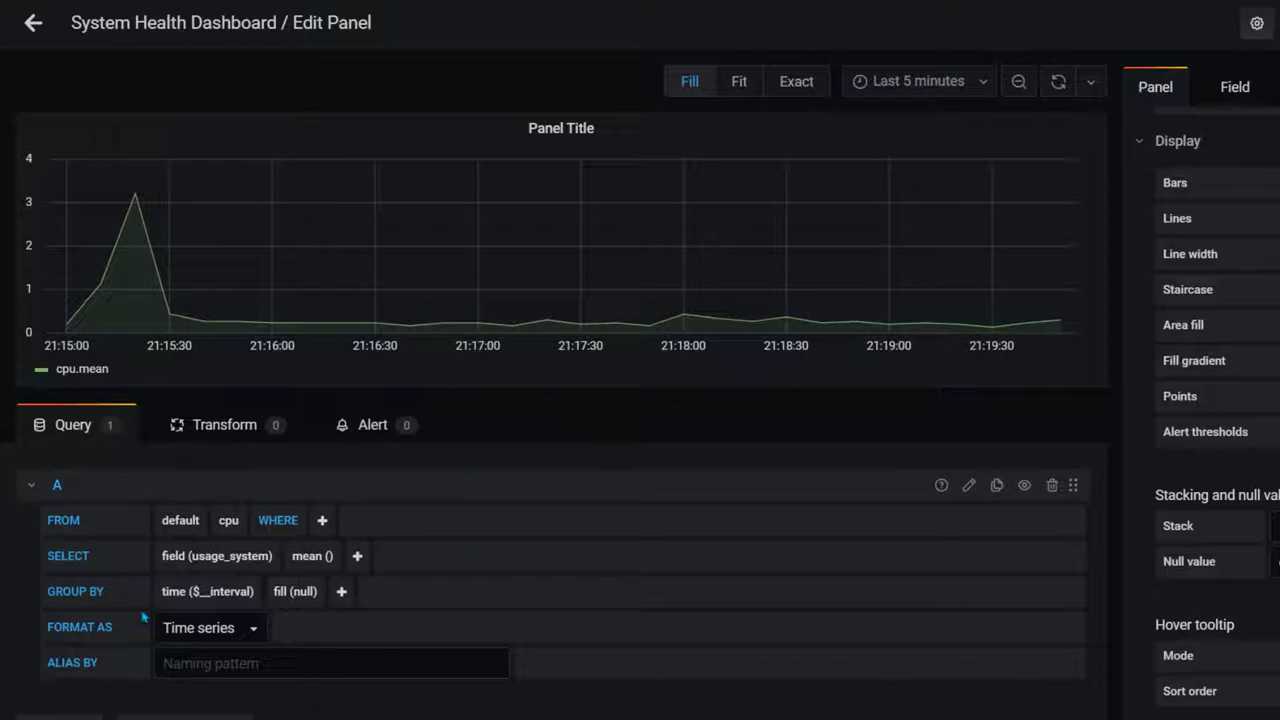 System Health Dashboard / Edit Panel
Fill Fit Exact Last 5 minutes
Panel Field
Panel Title
4
3
2
1
0
21:15:00 21:15:30 21:16:00 21:16:30 21:17:00 21:17:30 21:18:00 21:18:30 21:19:00 21:19:30
cpu.mean
Query 1 Transform 0 Alert 0
A
FROM default cpu WHERE +
SELECT field (usage_system) mean () +
GROUP BY time ($__interval) fill (null) +
FORMAT AS Time series
ALIAS BY Naming pattern
Display
Bars
Lines
Line width
Staircase
Area fill
Fill gradient
Points
Alert thresholds
Stacking and null
Stack
Null value
Hover tooltip
Mode
Sort order